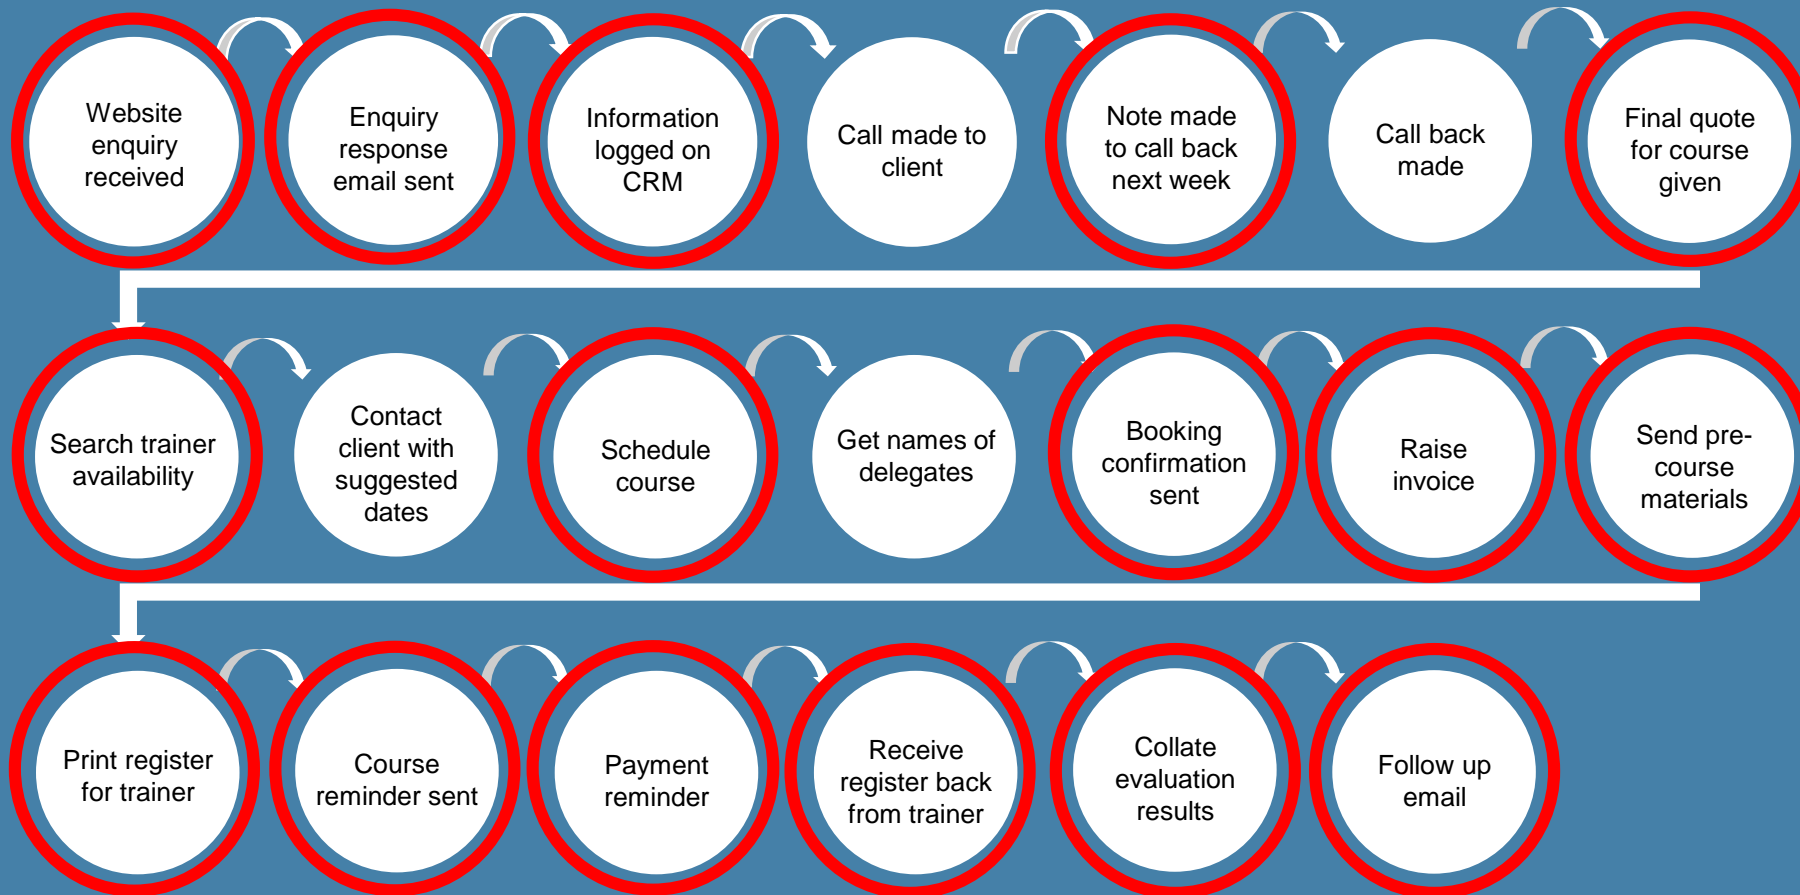 Website
enquiry
received
Enquiry
response
email sent
Information
logged on
CRM
Call made to
client
Note made
to call back
next week
Call back
made
Final quote
for course
given
Search trainer
availability
Contact
client with
suggested
dates
Schedule
course
Get names of
delegates
Booking
confirmation
sent
Raise
invoice
Send pre-
course
materials
Print register
for trainer
Course
reminder sent
Payment
reminder
Receive
register back
from trainer
Collate
evaluation
results
Follow up
email